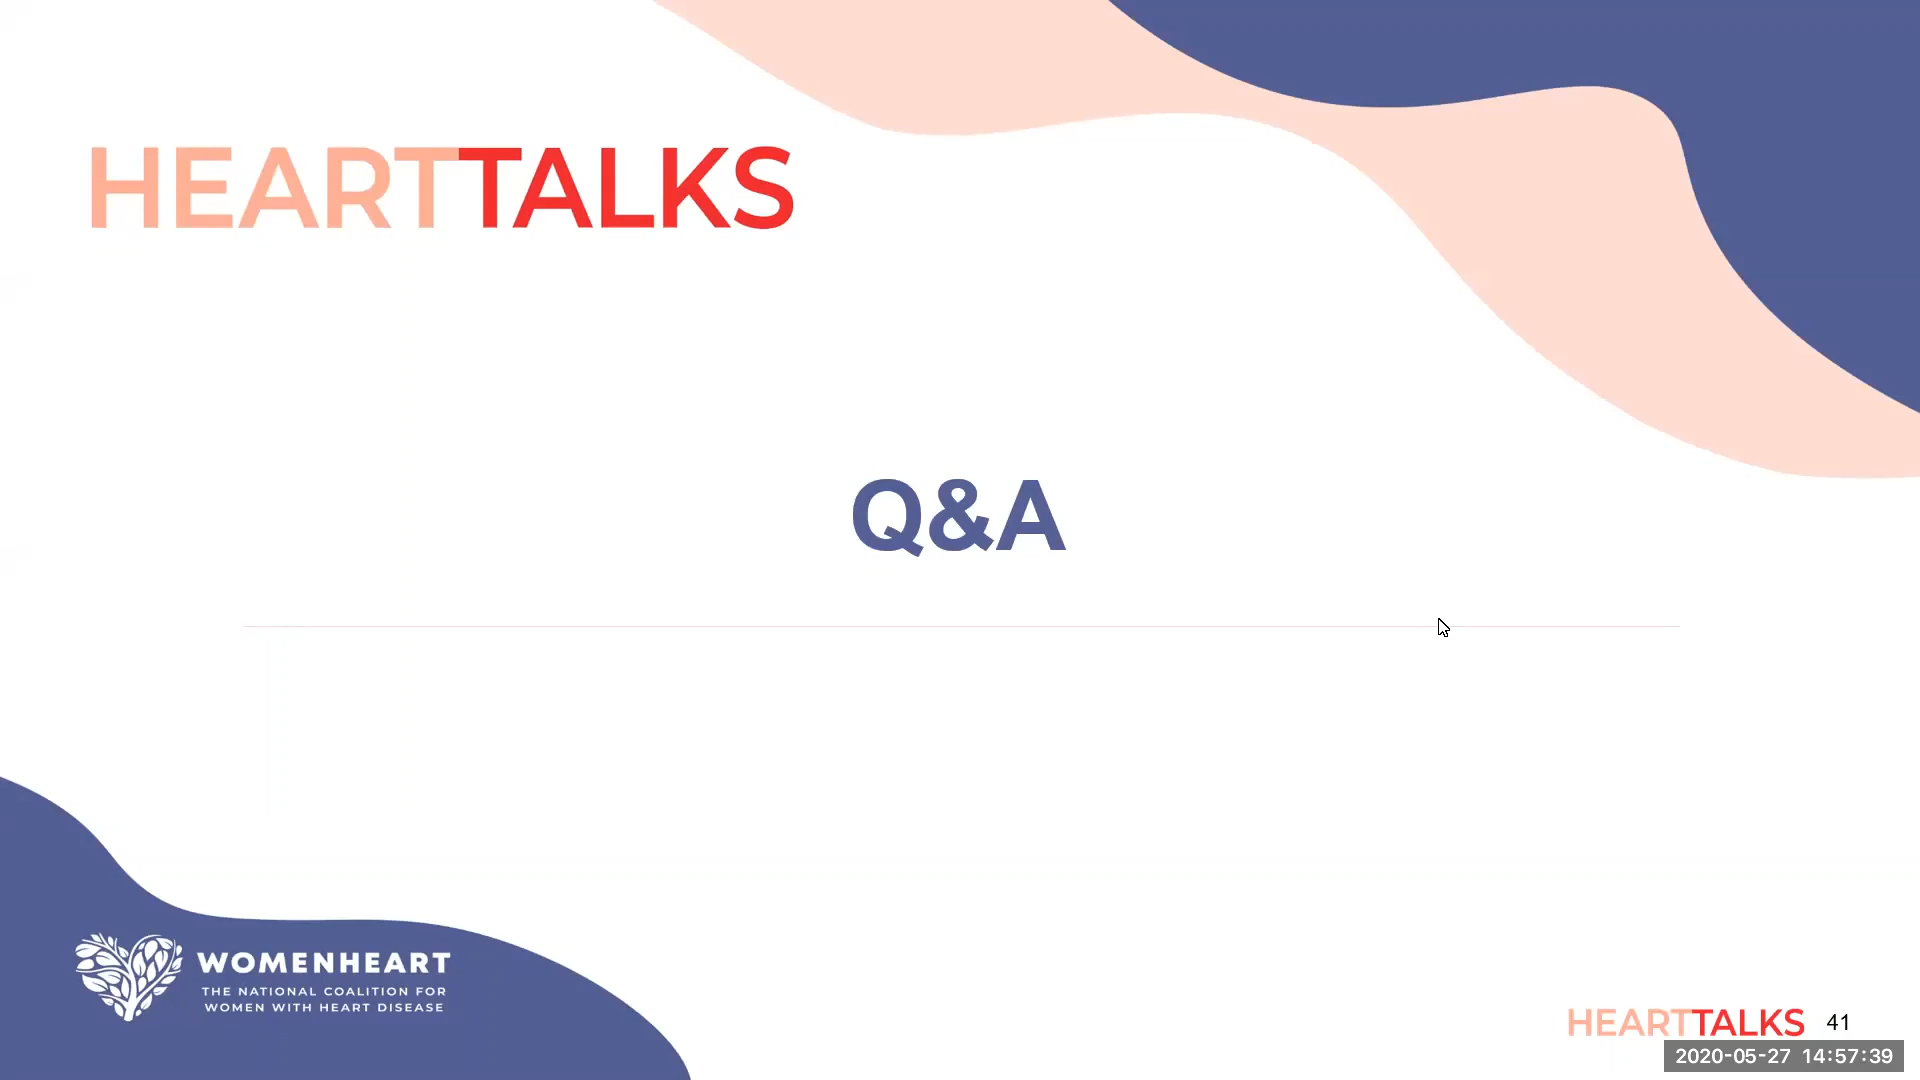 HEARTTALKS
Q&A
WOMENHEART
THE NATIONAL COALITION FOR
WOMEN WITH HEART DISEASE
HEARTTALKS 41
2020-05-27 14:57:39